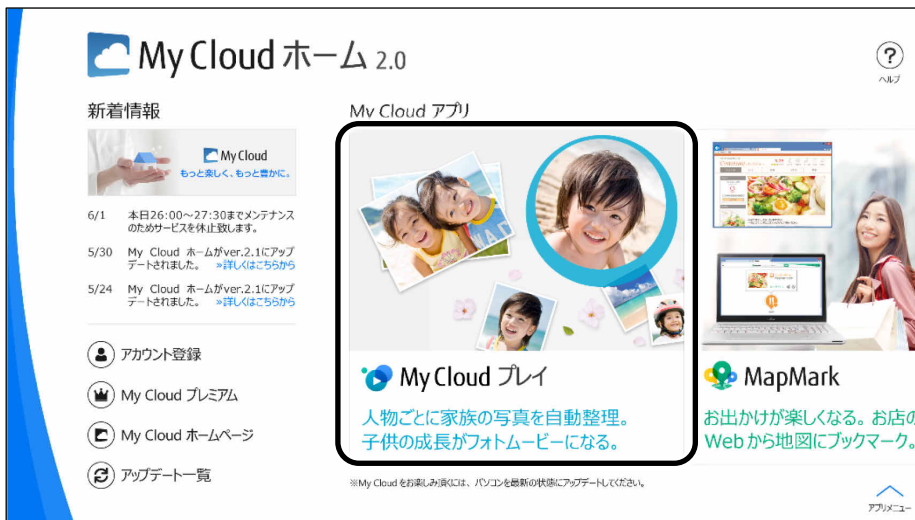 My Cloud ホーム 2.0
ヘルプ
新着情報
My Cloud
もっと楽しく、もっと豊かに。
6/1 本日26:00～27:30までメンテナンス
のためサービスを休止致します。
5/30 My Cloud ホームがver.2.1にアップ
デートされました。 »詳しくはこちらから
5/24 My Cloud ホームがver.2.1にアップ
デートされました。 »詳しくはこちらから
アカウント登録
My Cloud プレミアム
My Cloud ホームページ
アップデート一覧
My Cloud アプリ
My Cloud プレイ
人物ごとに家族の写真を自動整理。
子供の成長がフォトムービーになる。
MapMark
お出かけが楽しくなる。お店の
Webから地図にブックマーク。
※My Cloud をお楽しみ頂くには、パソコンを最新の状態にアップデートしてください。
アプリメニュー